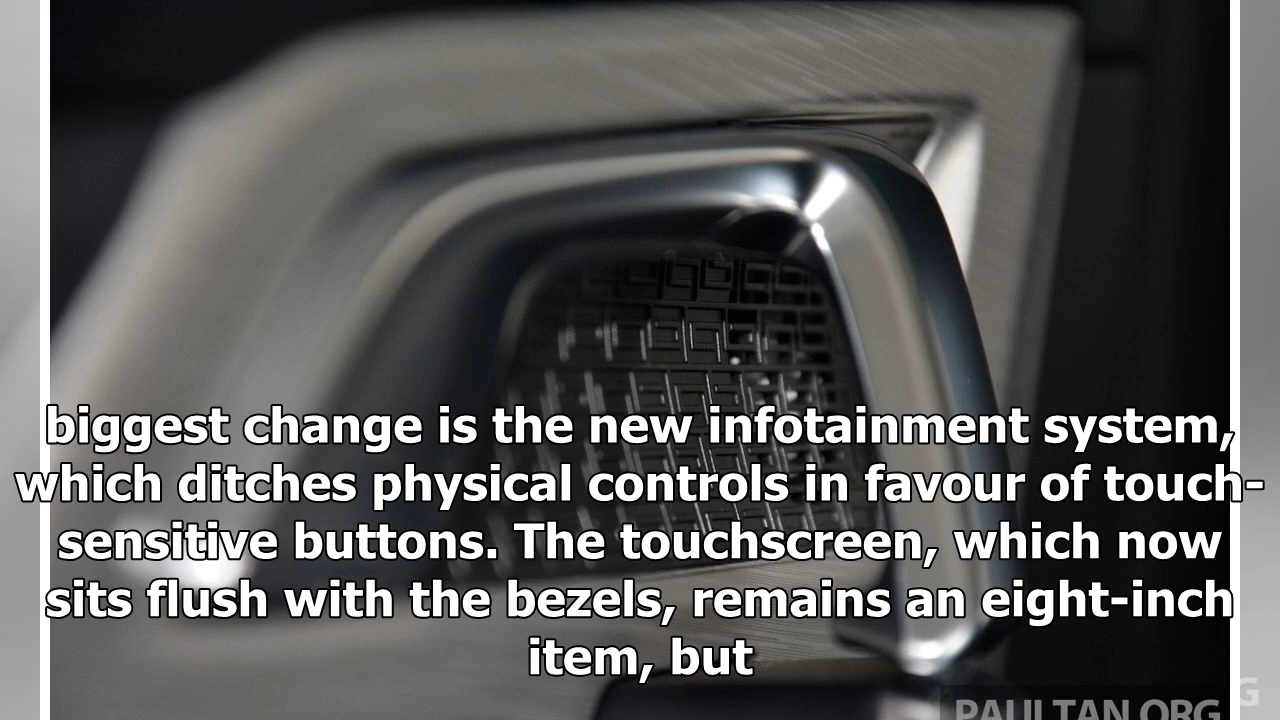 biggest change is the new infotainment system,
which ditches physical controls in favour of touch-
sensitive buttons. The touchscreen, which now
sits flush with the bezels, remains an eight-inch
item, but
PAULTAN.ORG